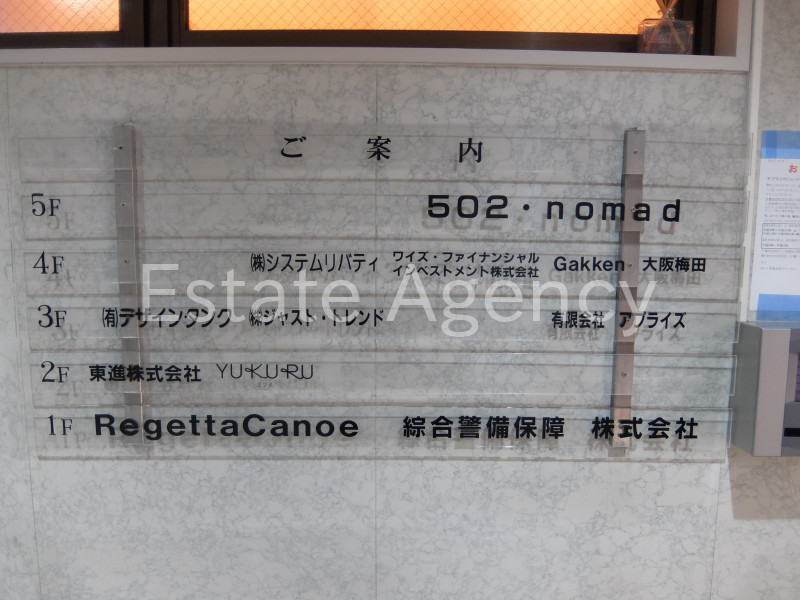 ご案内
5F 502・nomad
4F ㈱システムリバティ ワイズ・ファイナンシャル インベストメント株式会社 Gakken 大阪梅田
3F ㈲デザインタンク ㈱ジャスト・トレンド 有限会社 アプライズ
2F 東進株式会社 YUKURU
1F RegettaCanoe 綜合警備保障 株式会社
Estate Agency
お